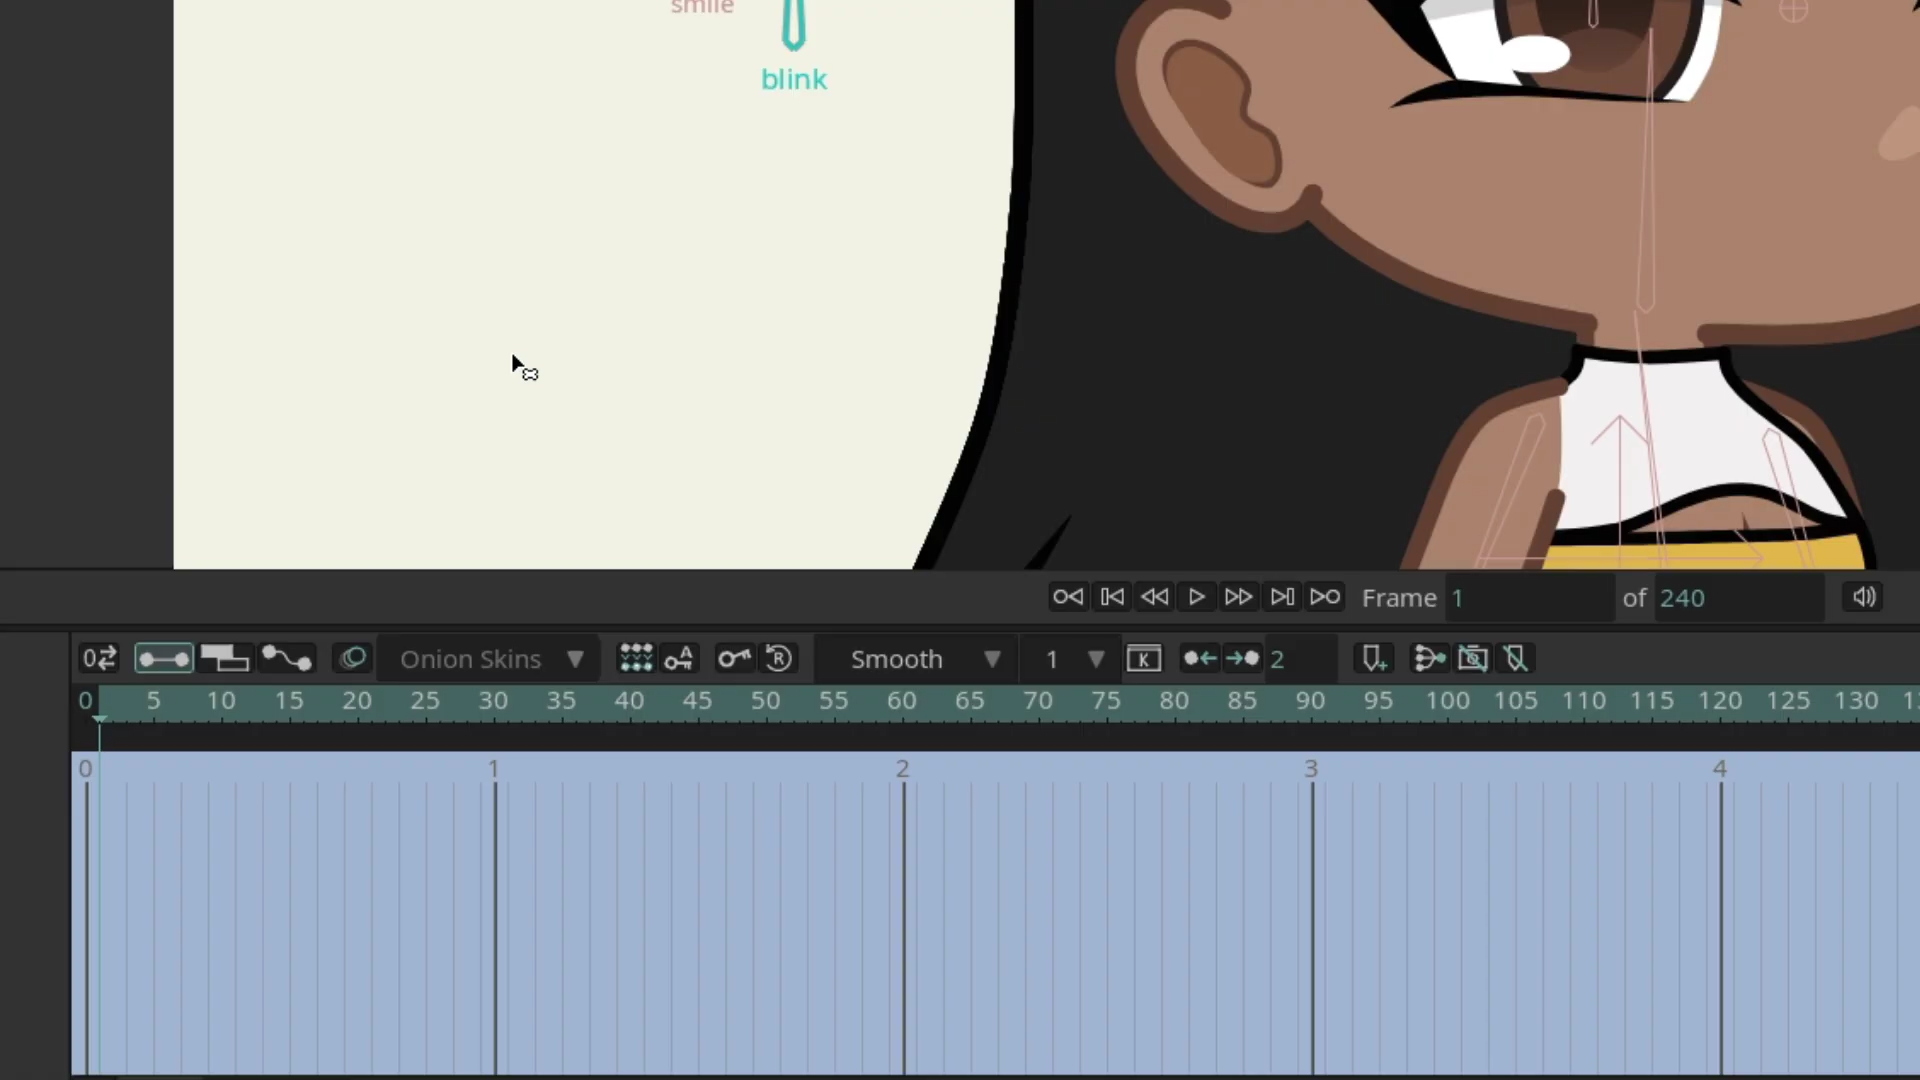 smile
blink
Frame 1 of 240
Onion Skins Smooth 1 K 2
0 5 10 15 20 25 30 35 40 45 50 55 60 65 70 75 80 85 90 95 100 105 110 115 120 125 130
0 1 2 3 4